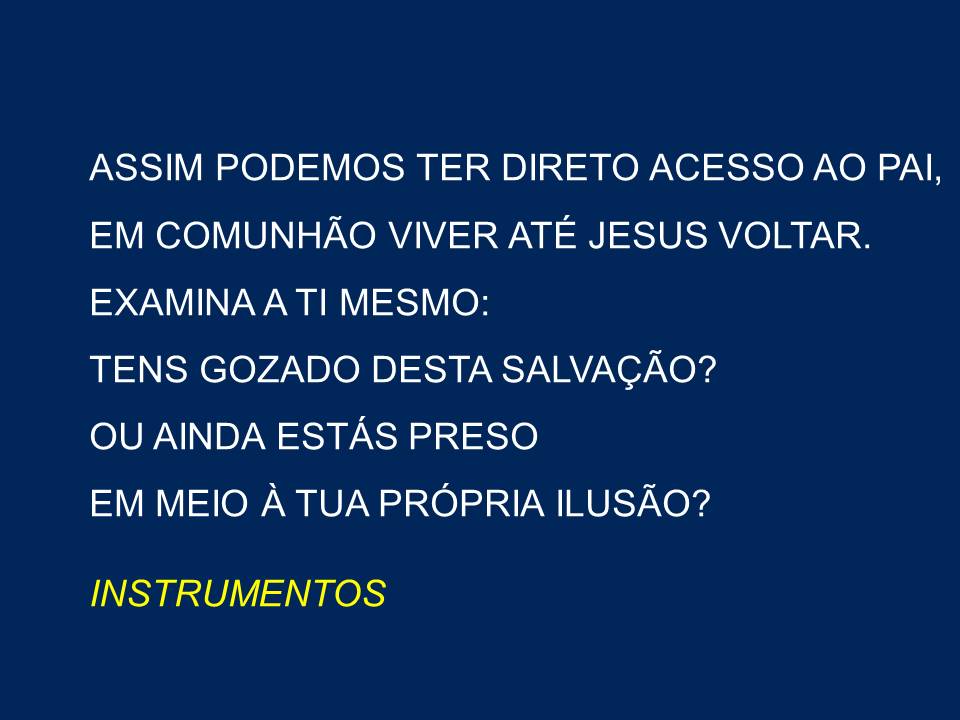 ASSIM PODEMOS TER DIRETO ACESSO AO PAI,
EM COMUNHÃO VIVER ATÉ JESUS VOLTAR.
EXAMINA A TI MESMO:
TENS GOZADO DESTA SALVAÇÃO?
OU AINDA ESTÁS PRESO
EM MEIO À TUA PRÓPRIA ILUSÃO?
INSTRUMENTOS